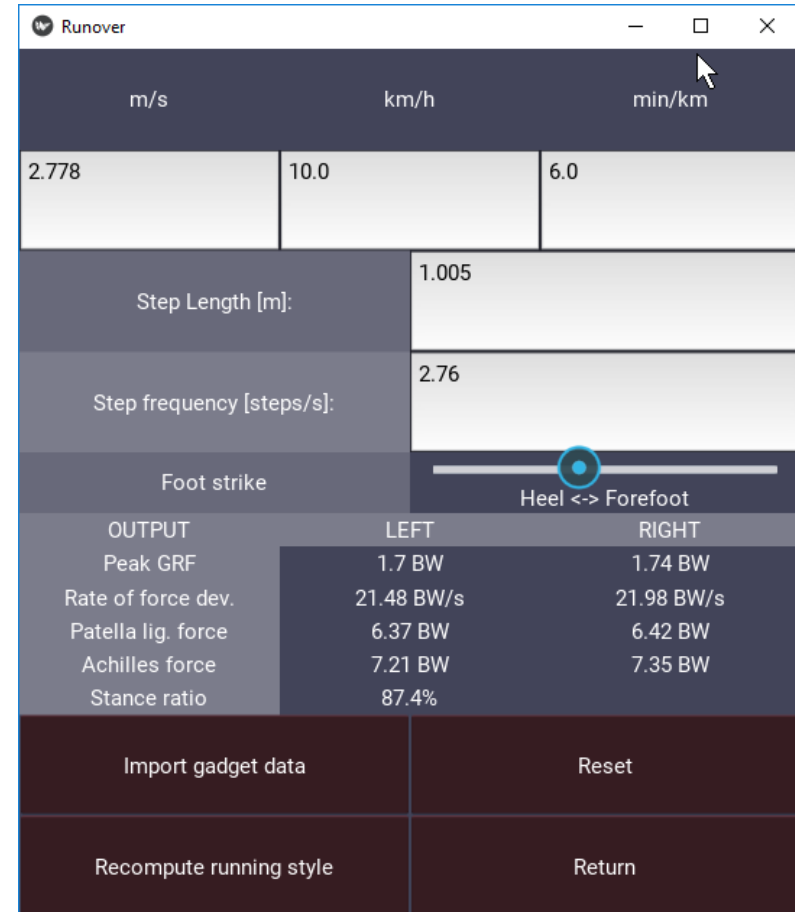 Runover
m/s km/h min/km
2.778 10.0 6.0
Step Length [m]: 1.005
Step frequency [steps/s]: 2.76
Foot strike
Heel <-> Forefoot
OUTPUT LEFT RIGHT
Peak GRF 1.7 BW 1.74 BW
Rate of force dev. 21.48 BW/s 21.98 BW/s
Patella lig. force 6.37 BW 6.42 BW
Achilles force 7.21 BW 7.35 BW
Stance ratio 87.4%
Import gadget data Reset
Recompute running style Return